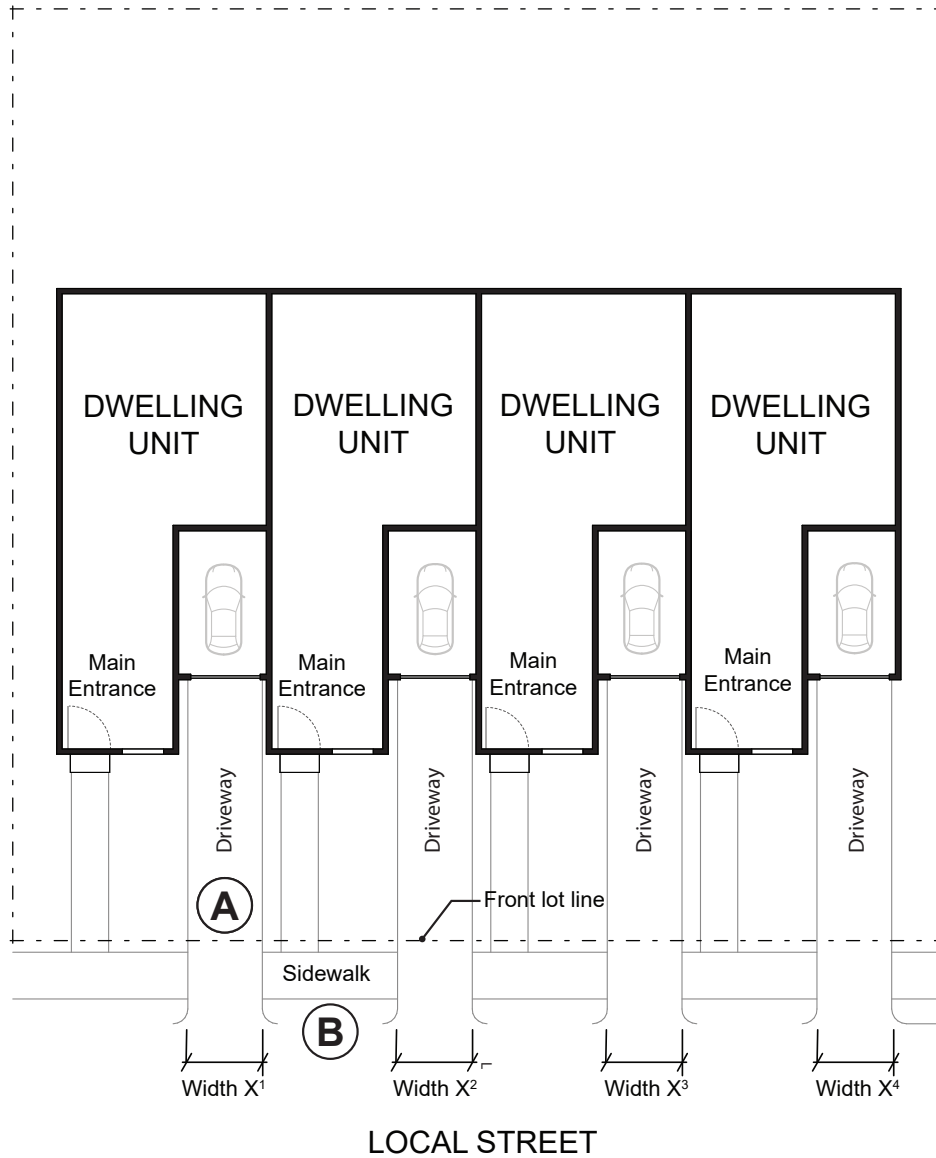 DWELLING
UNIT
DWELLING
UNIT
DWELLING
UNIT
DWELLING
UNIT
Main
Entrance
Main
Entrance
Main
Entrance
Main
Entrance
Driveway
Driveway
Driveway
Driveway
A
Front lot line
Sidewalk
B
Width X¹
Width X²
Width X³
Width X⁴
LOCAL STREET